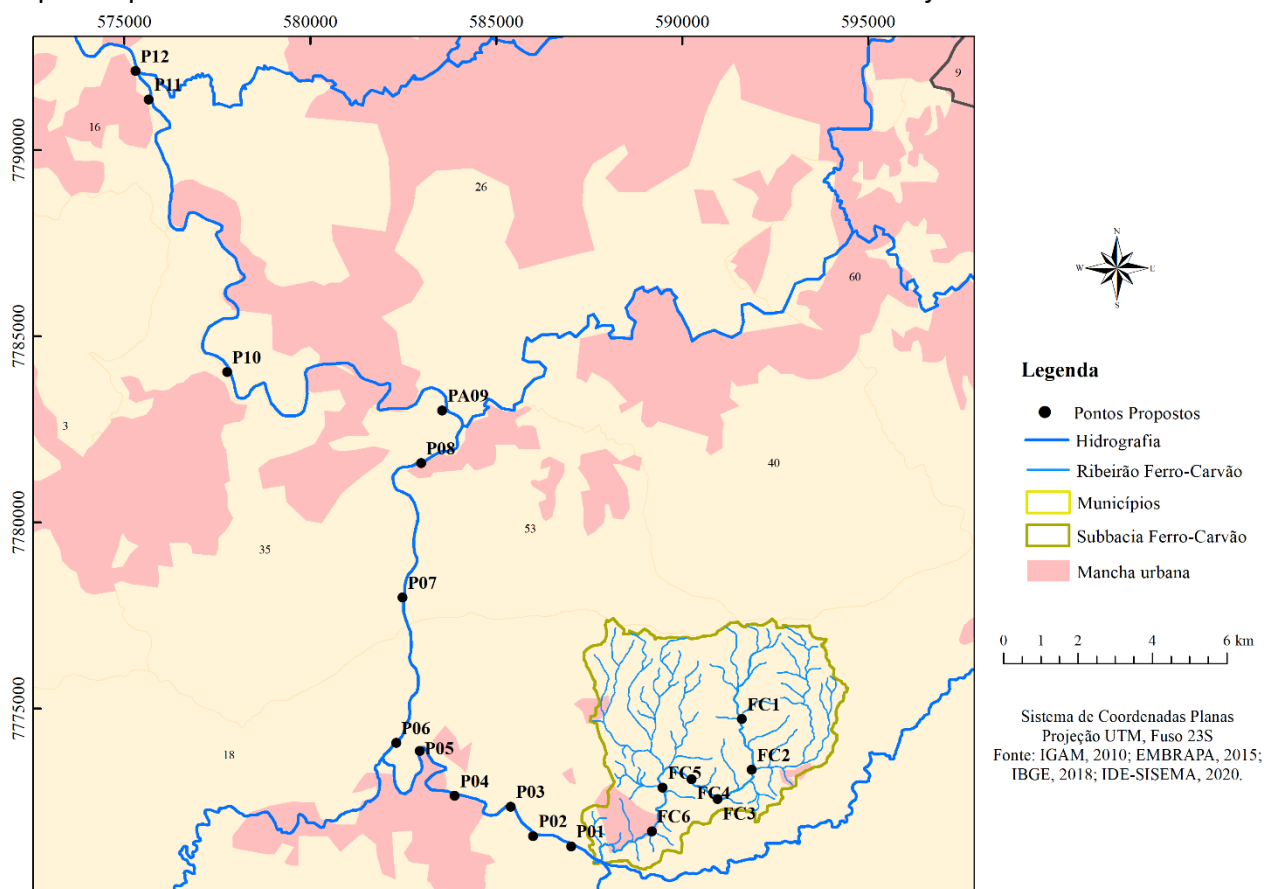 575000 580000 585000 590000 595000
P12
P11
9
16
7790000
26
60
7785000
P10
PA09
3
P08
40
7780000
53
35
P07
7775000
FC1
P06
P05
18
FC2
FC5
P04
FC4
P03
FC3
FC6
P02
P01
N
W
E
S
Legenda
Pontos Propostos
Hidrografia
Ribeirão Ferro-Carvão
Municípios
Subbacia Ferro-Carvão
Mancha urbana
0 1 2 4 6 km
Sistema de Coordenadas Planas
Projeção UTM, Fuso 23S
Fonte: IGAM, 2010; EMBRAPA, 2015;
IBGE, 2018; IDE-SISEMA, 2020.